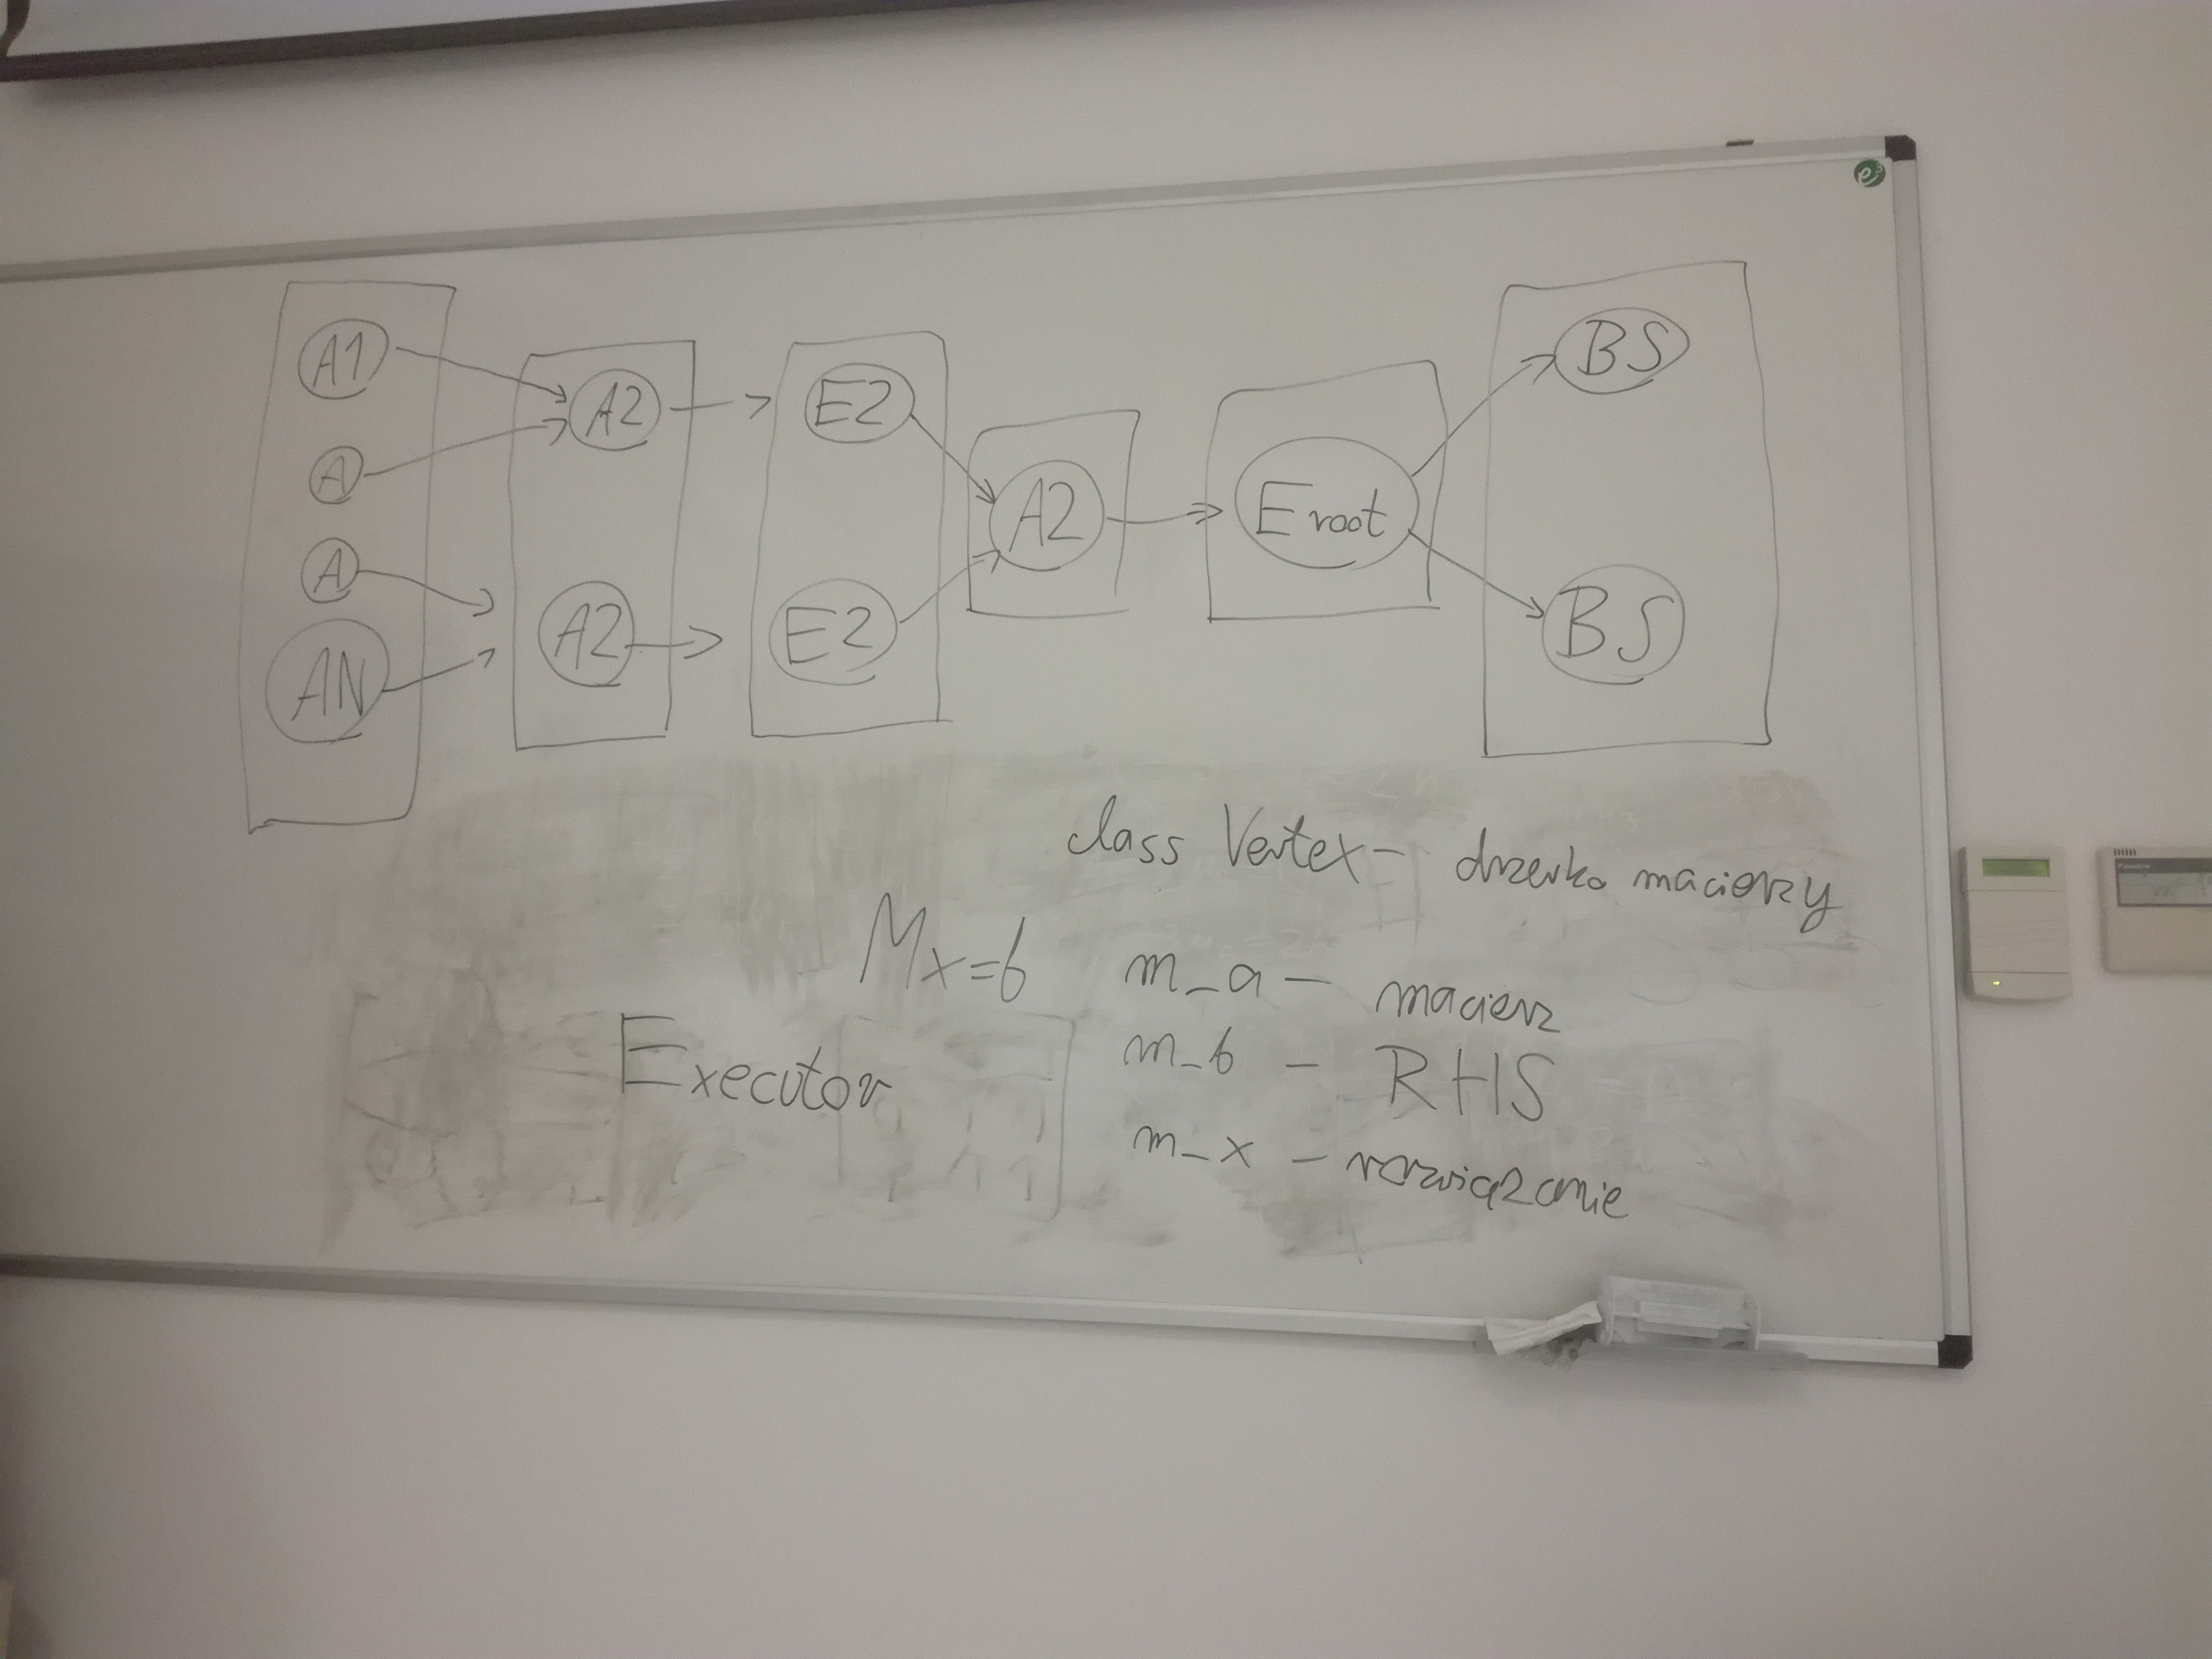 A1
A
A
AN
A2
A2
E2
E2
A2
Eroot
BS
BS
class Vertex - drzewko macierzy
Mx=b
m_a - macierz
m_b - RHS
m_x - rozwiązanie
Executor